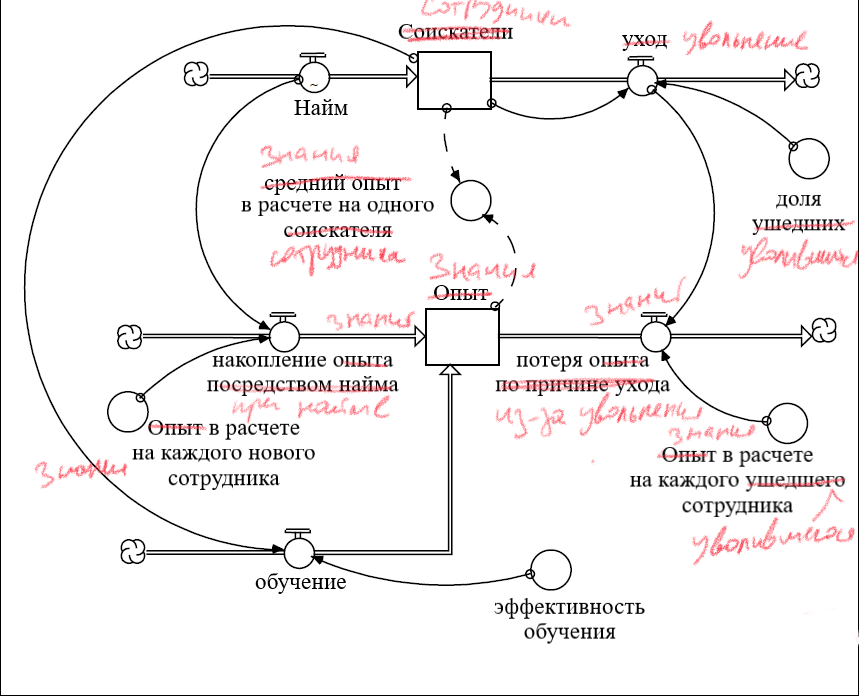 Сотрудники
Соискатели
уход увольнение
~
Найм
знания
средний опыт
в расчете на одного
соискателя
сотрудника
доля
ушедших
уволившихся
Знания
Опыт
знаний
знаний
накопление опыта
посредством найма
при найме
потеря опыта
по причине ухода
из-за увольнения
Опыт в расчете
на каждого нового
сотрудника
знания
знания
Опыт в расчете
на каждого ушедшего
сотрудника
уволившегося
обучение
эффективность
обучения